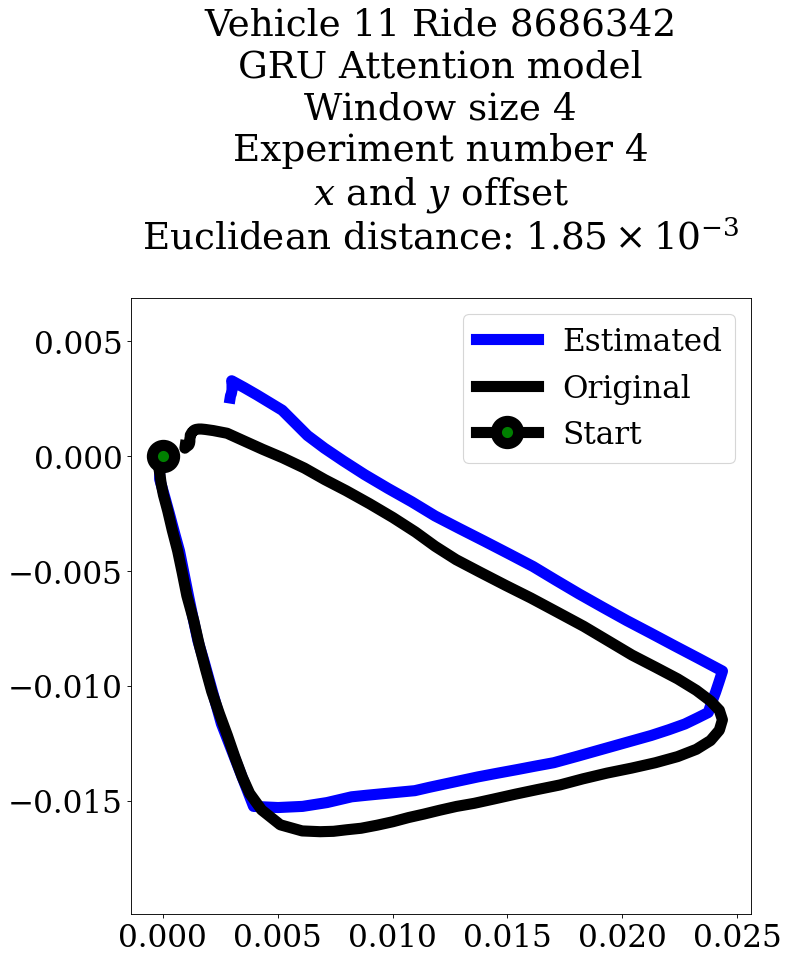 Vehicle 11 Ride 8686342
GRU Attention model
Window size 4
Experiment number 4
x and y offset
Euclidean distance: 1.85 × 10⁻³
Estimated
Original
Start
0.005
0.000
−0.005
−0.010
−0.015
0.000 0.005 0.010 0.015 0.020 0.025